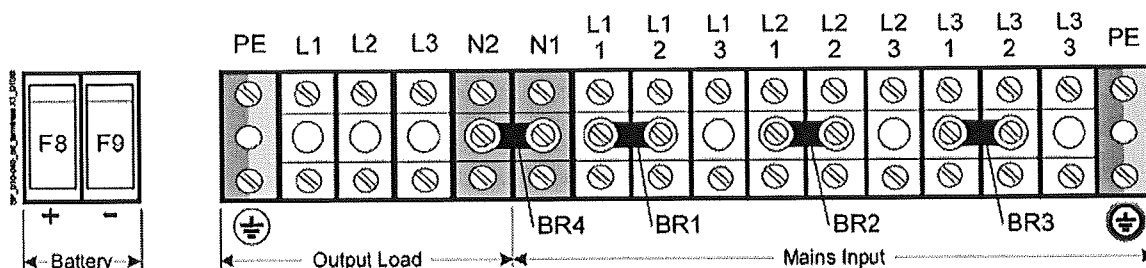 PE L1 L2 L3 N2 N1 L1 1 L1 2 L1 3 L2 1 L2 2 L2 3 L3 1 L3 2 L3 3 PE
F8 F9
+ -
BR4 BR1 BR2 BR3
Battery Output Load Mains Input